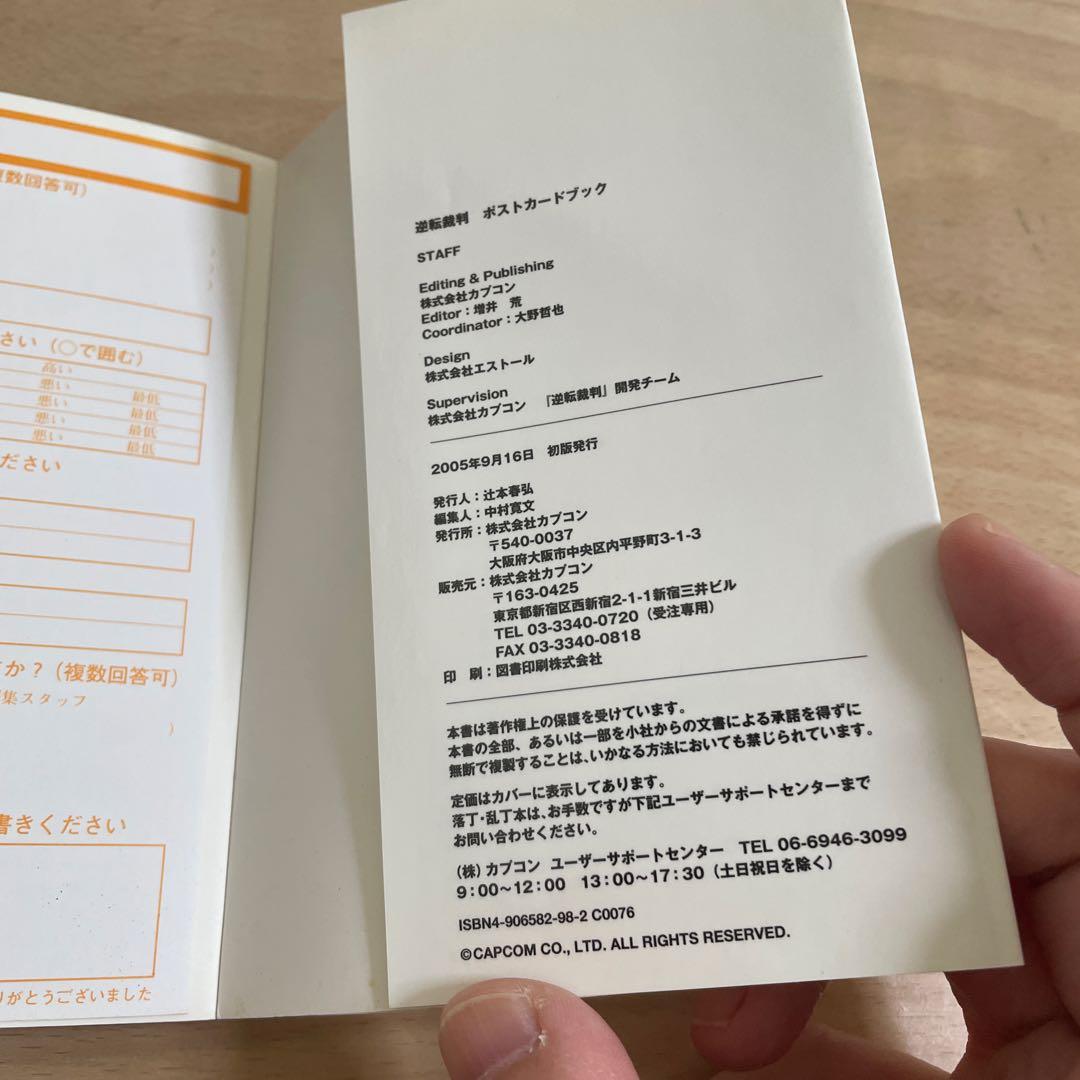 複数回答可)
さい（○で囲む）
高い
悪い 最低
悪い 最低
悪い 最低
悪い 最低
ださい
か？（複数回答可）
集スタッフ
)
書きください
りがとうございました
逆転裁判　ポストカードブック
STAFF
Editing & Publishing
株式会社カプコン
Editor：増井　荒
Coordinator：大野哲也
Design
株式会社エストール
Supervision
株式会社カプコン　『逆転裁判』開発チーム
2005年9月16日　初版発行
発行人：辻本春弘
編集人：中村寛文
発行所：株式会社カプコン
〒540-0037
大阪府大阪市中央区内平野町3-1-3
販売元：株式会社カプコン
〒163-0425
東京都新宿区西新宿2-1-1新宿三井ビル
TEL 03-3340-0720（受注専用）
FAX 03-3340-0818
印　刷：図書印刷株式会社
本書は著作権上の保護を受けています。
本書の全部、あるいは一部を小社からの文書による承諾を得ずに
無断で複製することは、いかなる方法においても禁じられています。
定価はカバーに表示してあります。
落丁・乱丁本は、お手数ですが下記ユーザーサポートセンターまで
お問い合わせください。
（株）カプコン　ユーザーサポートセンター　TEL 06-6946-3099
9：00〜12：00　13：00〜17：30（土日祝日を除く）
ISBN4-906582-98-2 C0076
©CAPCOM CO., LTD. ALL RIGHTS RESERVED.